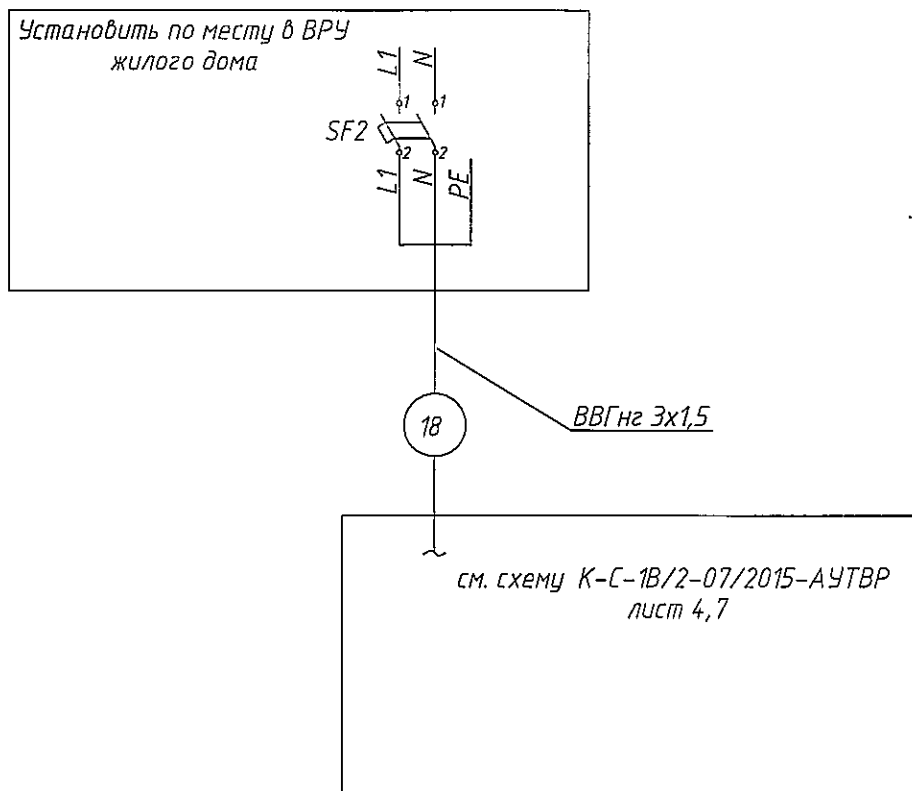 Установить по месту в ВРУ
жилого дома
L1 N
1 1
SF2
2 2
L1 N PE
ВВГнг 3х1,5
18
см. схему К-С-1В/2-07/2015-АУТВР
лист 4,7